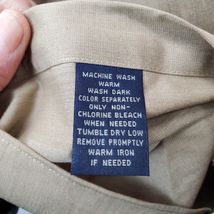 MACHINE WASH
WARM
WASH DARK
COLOR SEPARATELY
ONLY NON-
CHLORINE BLEACH
WHEN NEEDED
TUMBLE DRY LOW
REMOVE PROMPTLY
WARM IRON
IF NEEDED